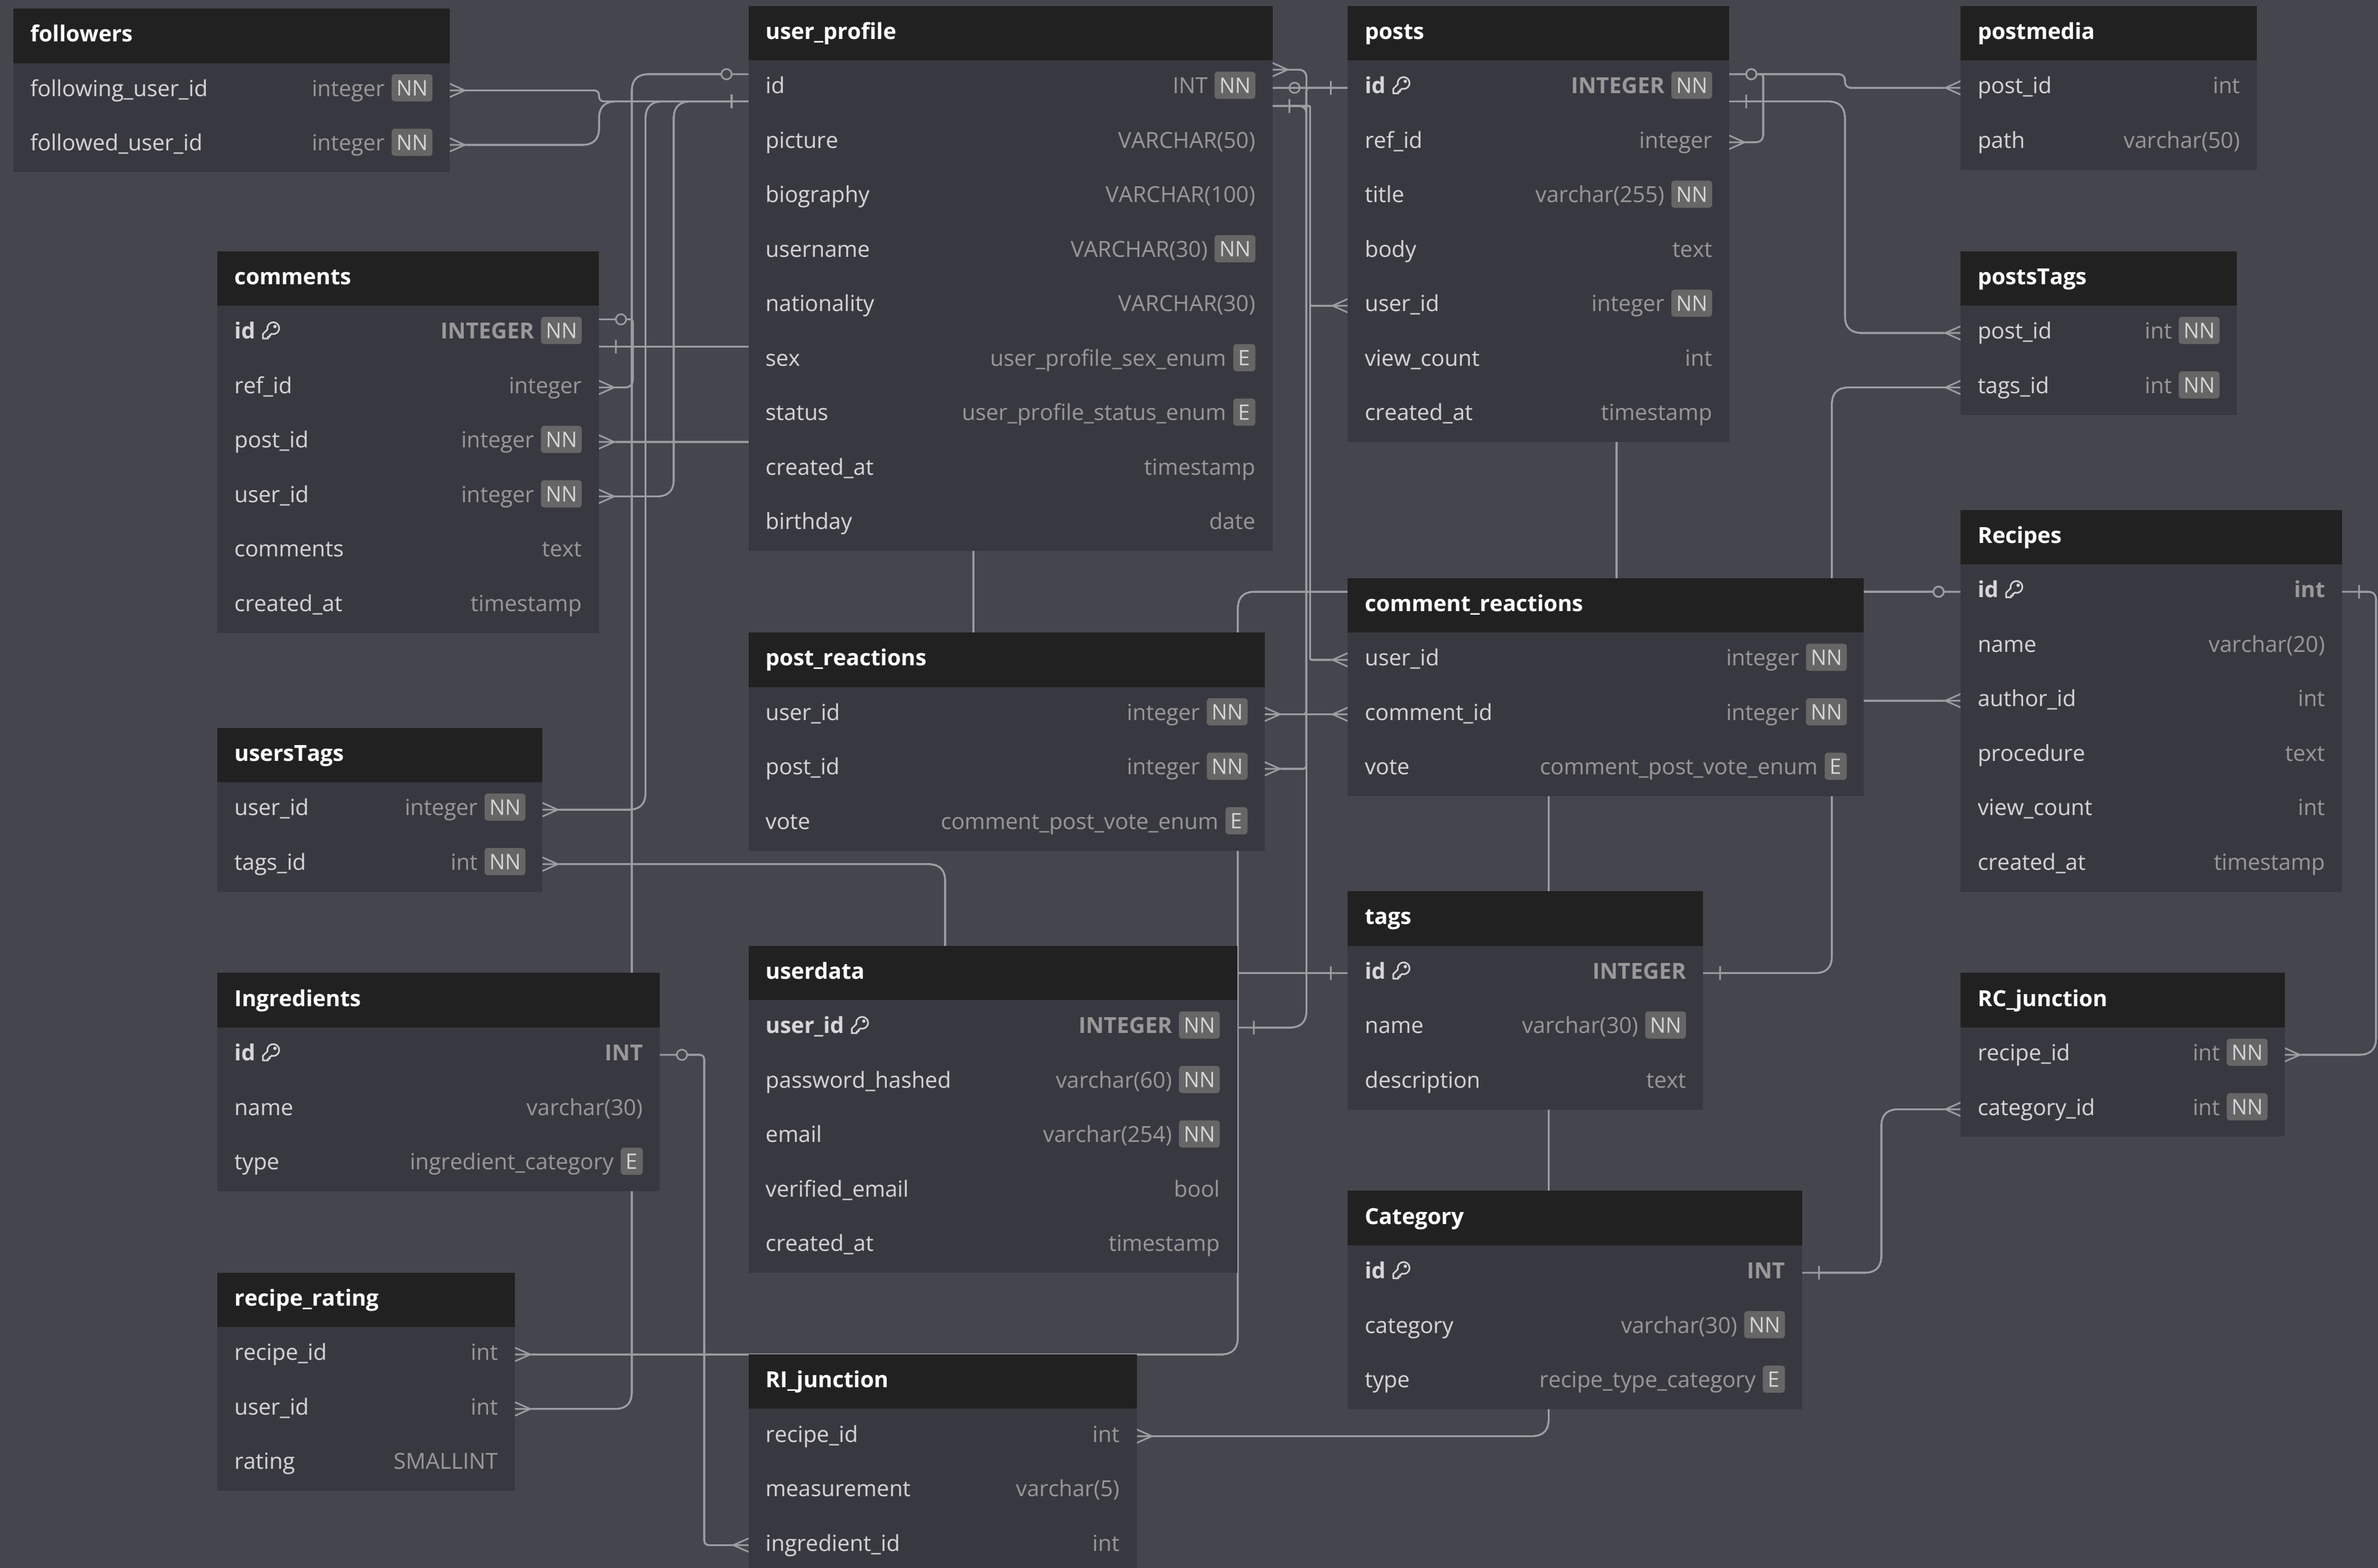 followers
following_user_id integer NN
followed_user_id integer NN
user_profile
id INT NN
picture VARCHAR(50)
biography VARCHAR(100)
username VARCHAR(30) NN
nationality VARCHAR(30)
sex user_profile_sex_enum E
status user_profile_status_enum E
created_at timestamp
birthday date
posts
id INTEGER NN
ref_id integer
title varchar(255) NN
body text
user_id integer NN
view_count int
created_at timestamp
postmedia
post_id int
path varchar(50)
comments
id INTEGER NN
ref_id integer
post_id integer NN
user_id integer NN
comments text
created_at timestamp
postsTags
post_id int NN
tags_id int NN
Recipes
id int
name varchar(20)
author_id int
procedure text
view_count int
created_at timestamp
comment_reactions
user_id integer NN
comment_id integer NN
vote comment_post_vote_enum E
post_reactions
user_id integer NN
post_id integer NN
vote comment_post_vote_enum E
usersTags
user_id integer NN
tags_id int NN
tags
id INTEGER
name varchar(30) NN
description text
userdata
user_id INTEGER NN
password_hashed varchar(60) NN
email varchar(254) NN
verified_email bool
created_at timestamp
Ingredients
id INT
name varchar(30)
type ingredient_category E
RC_junction
recipe_id int NN
category_id int NN
Category
id INT
category varchar(30) NN
type recipe_type_category E
recipe_rating
recipe_id int
user_id int
rating SMALLINT
RI_junction
recipe_id int
measurement varchar(5)
ingredient_id int